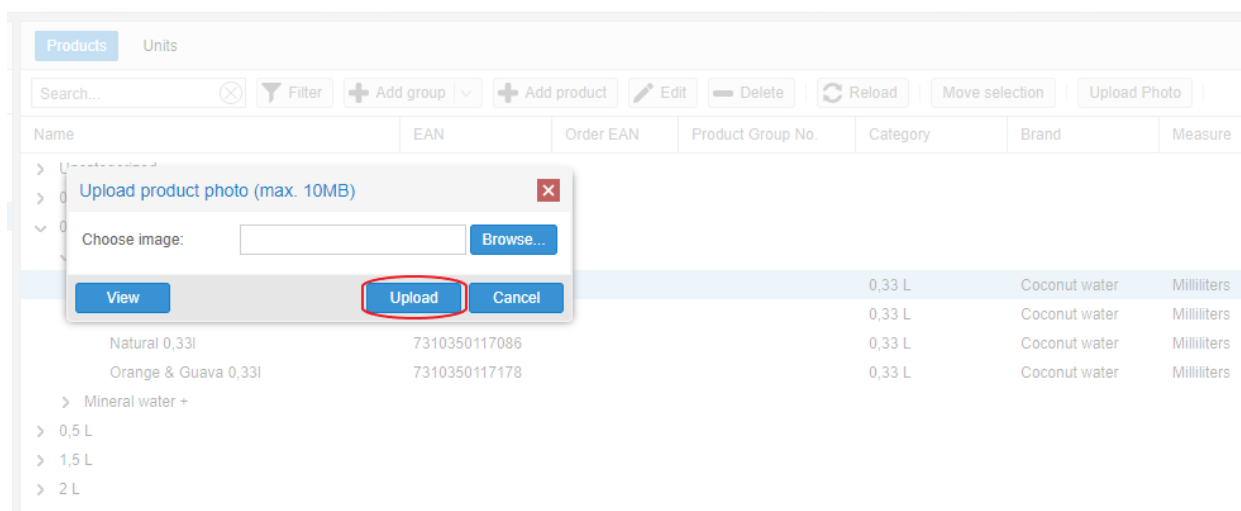 Products Units
Search... Filter Add group Add product Edit Delete Reload Move selection Upload Photo
Name EAN Order EAN Product Group No. Category Brand Measure
Upload product photo (max. 10MB)
Choose image: Browse...
View Upload Cancel
0,33 L Coconut water Milliliters
0,33 L Coconut water Milliliters
Natural 0,33l 7310350117086 0,33 L Coconut water Milliliters
Orange & Guava 0,33l 7310350117178 0,33 L Coconut water Milliliters
Mineral water +
0,5 L
1,5 L
2 L